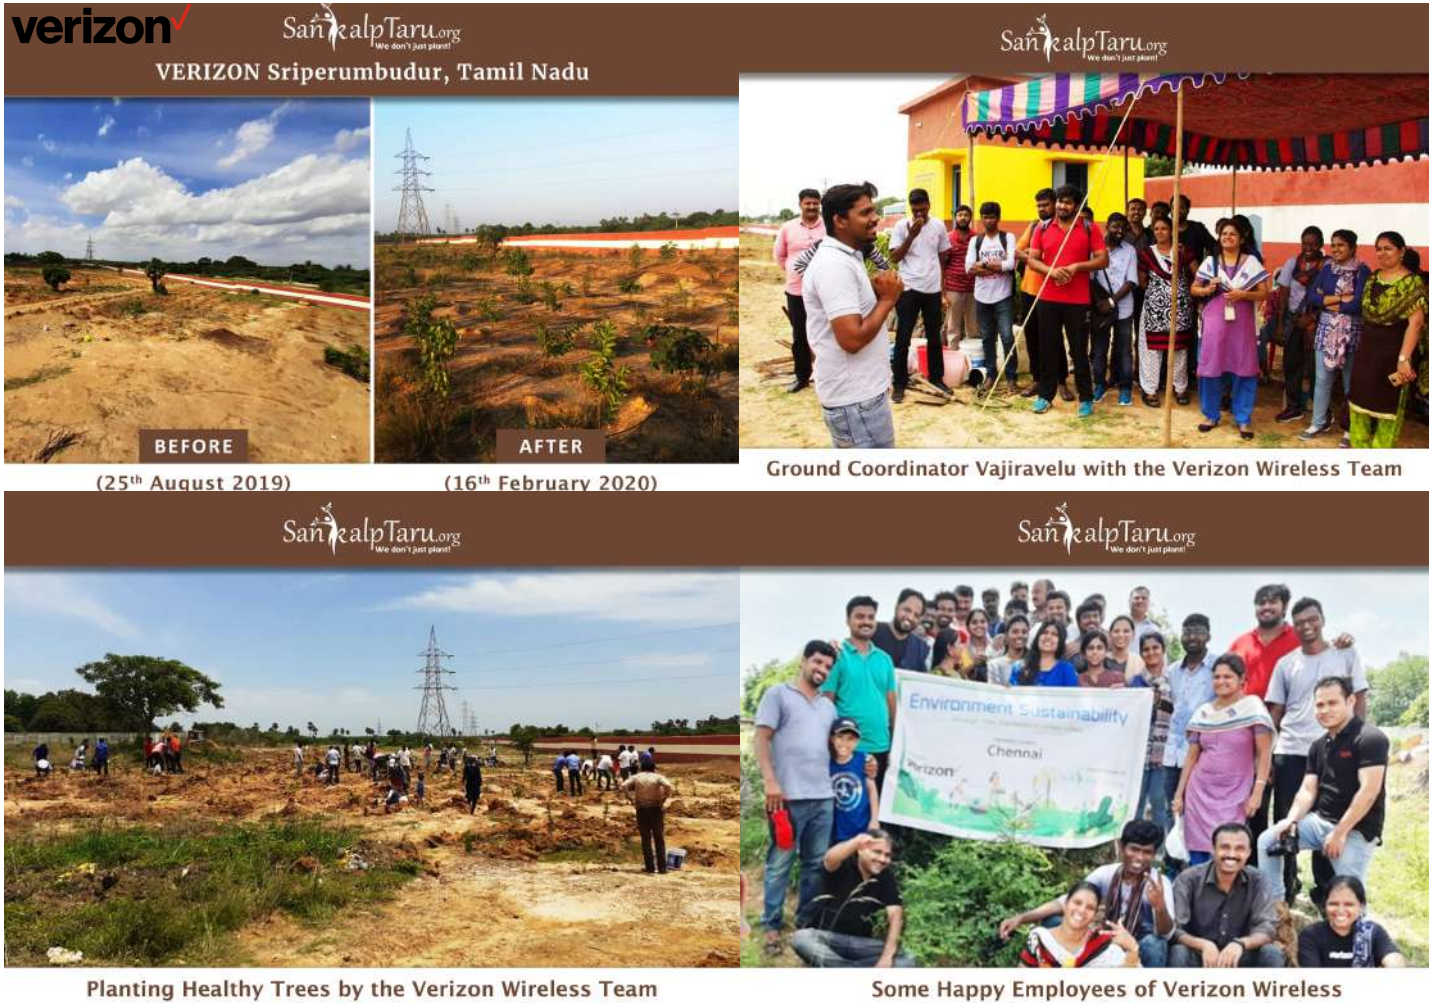 verizon
SankalpTaru.org
We don't just plant!
VERIZON Sriperumbudur, Tamil Nadu
BEFORE
AFTER
(25th August 2019)
(16th February 2020)
SankalpTaru.org
We don't just plant!
Ground Coordinator Vajiravelu with the Verizon Wireless Team
SankalpTaru.org
We don't just plant!
Planting Healthy Trees by the Verizon Wireless Team
SankalpTaru.org
We don't just plant!
Environment Sustainability
Chennai
verizon
Some Happy Employees of Verizon Wireless